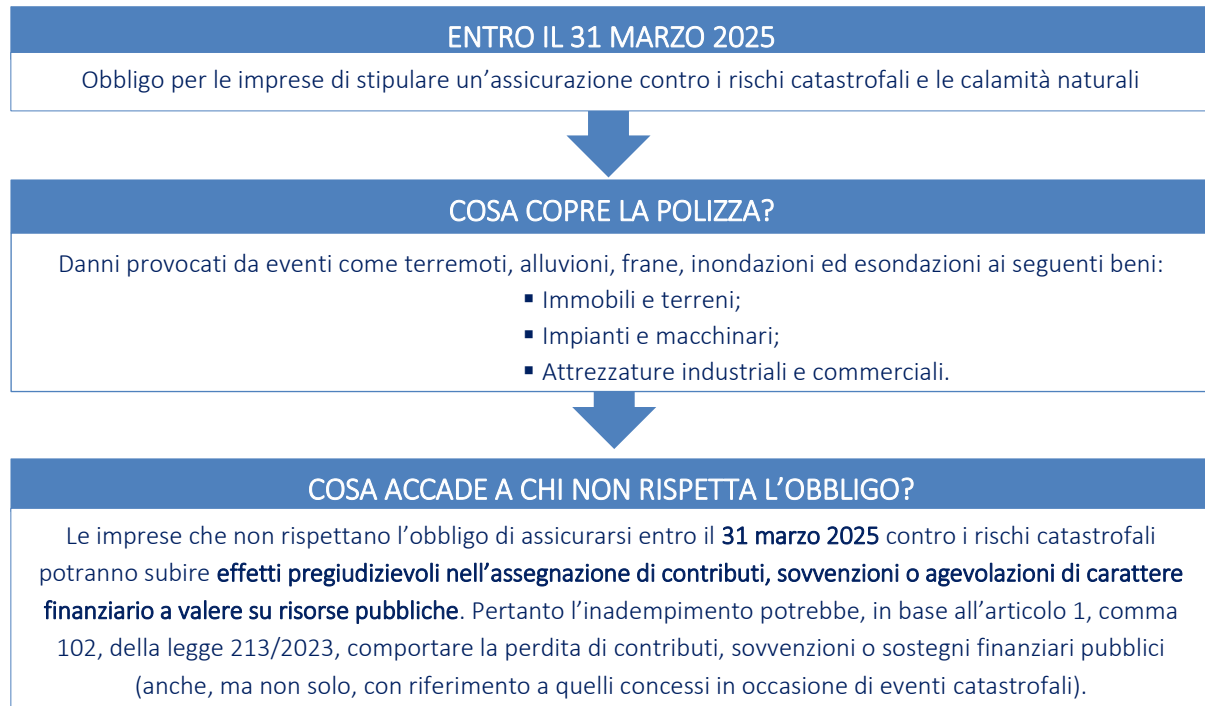 ENTRO IL 31 MARZO 2025
Obbligo per le imprese di stipulare un’assicurazione contro i rischi catastrofali e le calamità naturali
COSA COPRE LA POLIZZA?
Danni provocati da eventi come terremoti, alluvioni, frane, inondazioni ed esondazioni ai seguenti beni:
▪ Immobili e terreni;
▪ Impianti e macchinari;
▪ Attrezzature industriali e commerciali.
COSA ACCADE A CHI NON RISPETTA L’OBBLIGO?
Le imprese che non rispettano l’obbligo di assicurarsi entro il 31 marzo 2025 contro i rischi catastrofali
potranno subire effetti pregiudizievoli nell’assegnazione di contributi, sovvenzioni o agevolazioni di carattere
finanziario a valere su risorse pubbliche. Pertanto l’inadempimento potrebbe, in base all’articolo 1, comma
102, della legge 213/2023, comportare la perdita di contributi, sovvenzioni o sostegni finanziari pubblici
(anche, ma non solo, con riferimento a quelli concessi in occasione di eventi catastrofali).